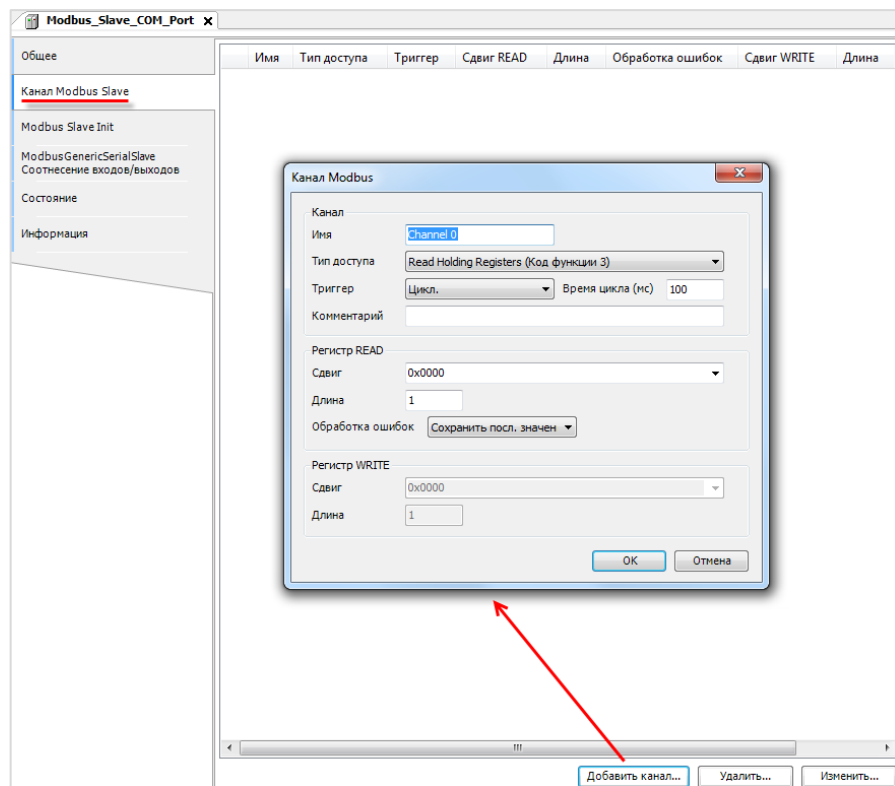 Modbus_Slave_COM_Port x
Общее
Канал Modbus Slave
Modbus Slave Init
ModbusGenericSerialSlave
Соотнесение входов/выходов
Состояние
Информация
Имя Тип доступа Триггер Сдвиг READ Длина Обработка ошибок Сдвиг WRITE Длина
Канал Modbus
Канал
Имя Channel 0
Тип доступа Read Holding Registers (Код функции 3)
Триггер Цикл. Время цикла (мс) 100
Комментарий
Регистр READ
Сдвиг 0x0000
Длина 1
Обработка ошибок Сохранить посл. значен
Регистр WRITE
Сдвиг 0x0000
Длина 1
OK Отмена
Добавить канал... Удалить... Изменить...